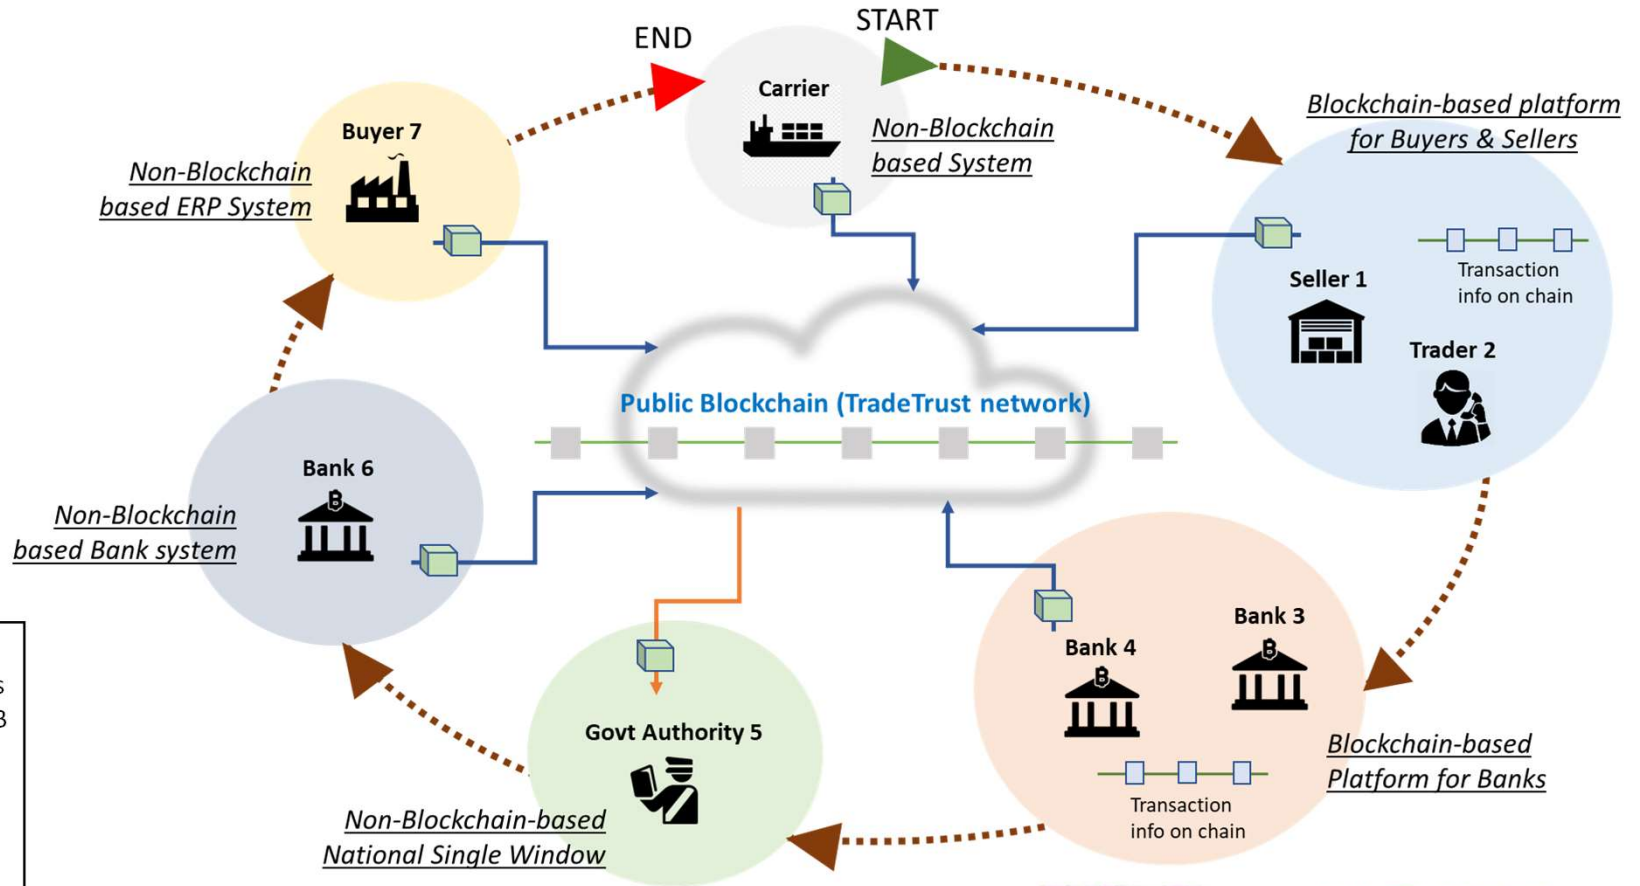 START
END
Carrier
Non-Blockchain
based System
Blockchain-based platform
for Buyers & Sellers
Buyer 7
Non-Blockchain
based ERP System
Transaction
info on chain
Seller 1
Trader 2
Public Blockchain (TradeTrust network)
Bank 6
Non-Blockchain
based Bank system
Bank 3
Bank 4
Blockchain-based
Platform for Banks
Transaction
info on chain
Govt Authority 5
Non-Blockchain-based
National Single Window